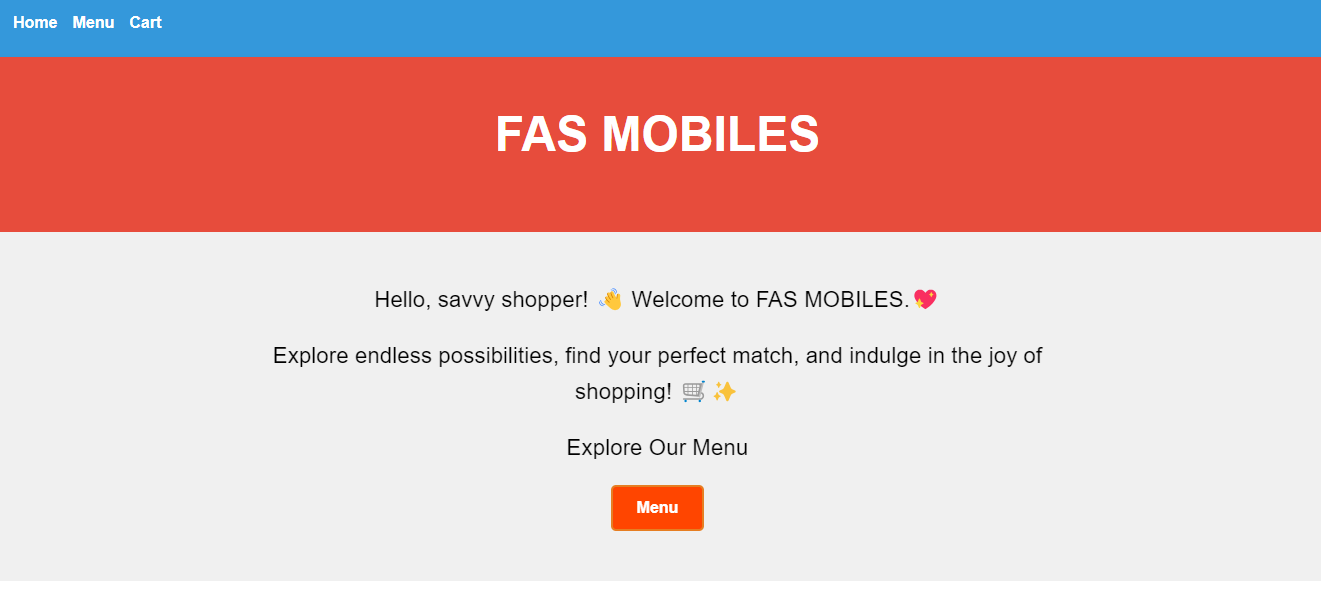 Home Menu Cart
FAS MOBILES
Hello, savvy shopper! 👋 Welcome to FAS MOBILES.💖
Explore endless possibilities, find your perfect match, and indulge in the joy of
shopping! 🛒 ✨
Explore Our Menu
Menu